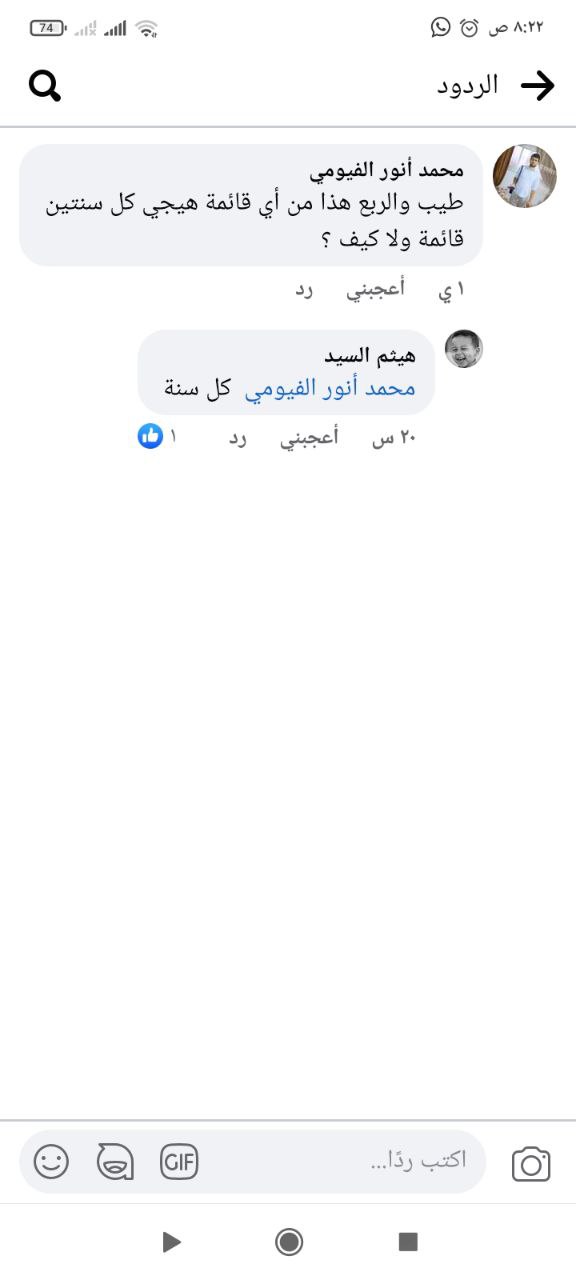 ٨:٢٢ ص
74
الردود
محمد أنور الفيومي
طيب والربع هذا من أي قائمة هيجي كل سنتين
قائمة ولا كيف ؟
١ ي أعجبني رد
هيثم السيد
محمد أنور الفيومي كل سنة
٢٠ س أعجبني رد ١
اكتب ردًا...
GIF